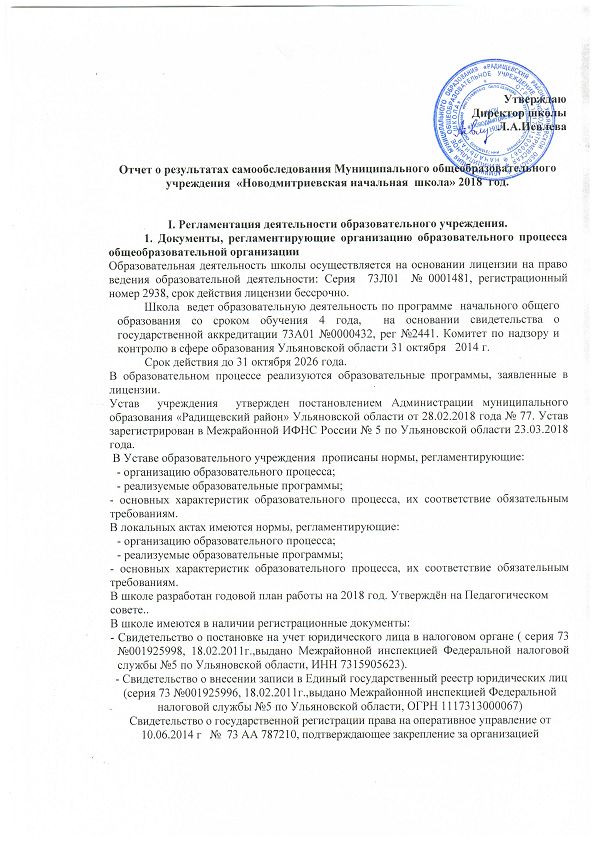 Утверждаю
Директор школы
Л.А.Иевлева
Отчет о результатах самообследования Муниципального общеобразовательного
учреждения «Новодмитриевская начальная школа» 2018 год.
I. Регламентация деятельности образовательного учреждения.
1. Документы, регламентирующие организацию образовательного процесса
общеобразовательной организации
Образовательная деятельность школы осуществляется на основании лицензии на право
ведения образовательной деятельности: Серия 73Л01 № 0001481, регистрационный
номер 2938, срок действия лицензии бессрочно.
Школа ведет образовательную деятельность по программе начального общего
образования со сроком обучения 4 года, на основании свидетельства о
государственной аккредитации 73А01 №0000432, рег №2441. Комитет по надзору и
контролю в сфере образования Ульяновской области 31 октября 2014 г.
Срок действия до 31 октября 2026 года.
В образовательном процессе реализуются образовательные программы, заявленные в
лицензии.
Устав учреждения утвержден постановлением Администрации муниципального
образования «Радищевский район» Ульяновской области от 28.02.2018 года № 77. Устав
зарегистрирован в Межрайонной ИФНС России № 5 по Ульяновской области 23.03.2018
года.
В Уставе образовательного учреждения прописаны нормы, регламентирующие:
- организацию образовательного процесса;
- реализуемые образовательные программы;
- основных характеристик образовательного процесса, их соответствие обязательным
требованиям.
В локальных актах имеются нормы, регламентирующие:
- организацию образовательного процесса;
- реализуемые образовательные программы;
- основных характеристик образовательного процесса, их соответствие обязательным
требованиям.
В школе разработан годовой план работы на 2018 год. Утверждён на Педагогическом
совете..
В школе имеются в наличии регистрационные документы:
- Свидетельство о постановке на учет юридического лица в налоговом органе ( серия 73
№001925998, 18.02.2011г.,выдано Межрайонной инспекцией Федеральной налоговой
службы №5 по Ульяновской области, ИНН 7315905623).
- Свидетельство о внесении записи в Единый государственный реестр юридических лиц
(серия 73 №001925996, 18.02.2011г.,выдано Межрайонной инспекцией Федеральной
налоговой службы №5 по Ульяновской области, ОГРН 1117313000067)
Свидетельство о государственной регистрации права на оперативное управление от
10.06.2014 г № 73 АА 787210, подтверждающее закрепление за организацией